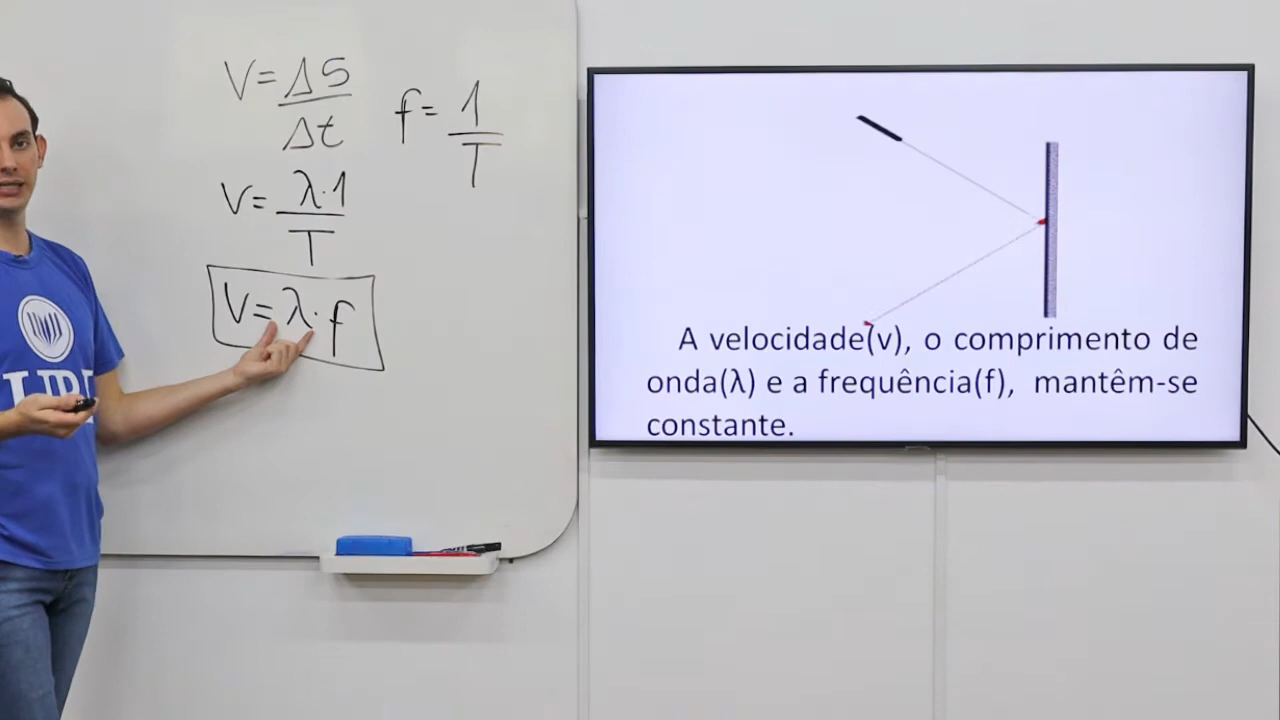 V = ΔS / Δt
f = 1 / T
V = λ·1 / T
V = λ·f
A velocidade(v), o comprimento de
onda(λ) e a frequência(f), mantêm-se
constante.